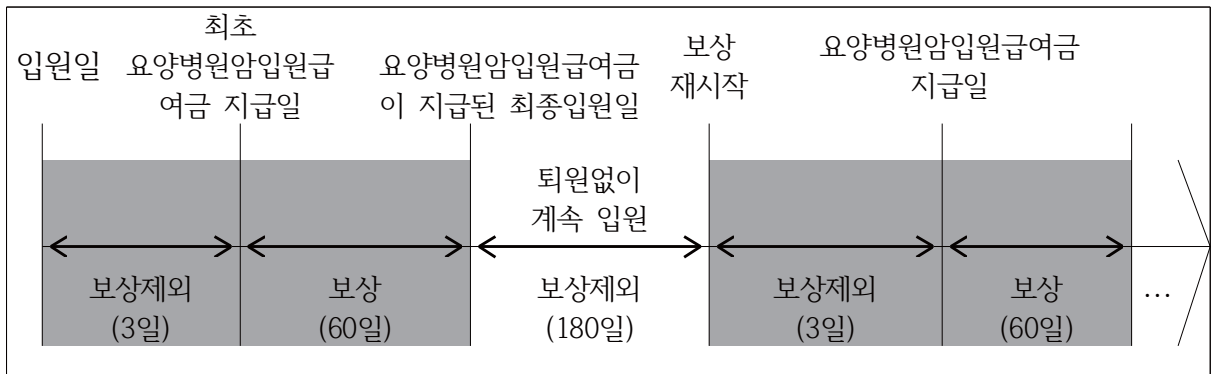 입원일
최초
요양병원암입원급
여금 지급일
요양병원암입원급여금
이 지급된 최종입원일
보상
재시작
요양병원암입원급여금
지급일
퇴원없이
계속 입원
보상제외
(3일)
보상
(60일)
보상제외
(180일)
보상제외
(3일)
보상
(60일)
…